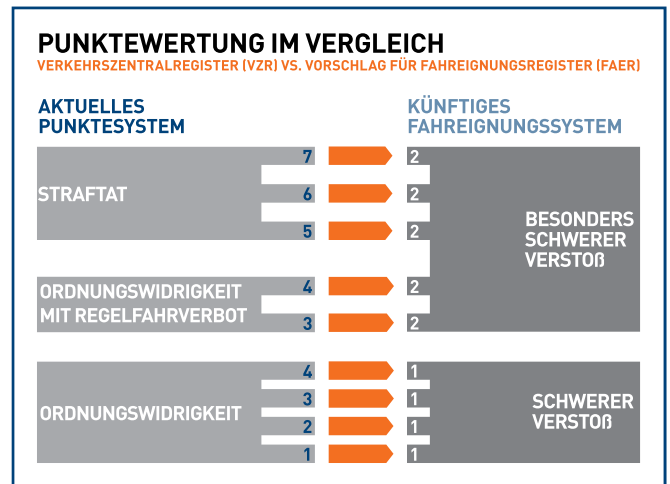 PUNKTEWERTUNG IM VERGLEICH
VERKEHRSZENTRALREGISTER (VZR) VS. VORSCHLAG FÜR FAHREIGNUNGSREGISTER (FAER)
AKTUELLES
PUNKTESYSTEM
KÜNFTIGES
FAHREIGNUNGSSYSTEM
STRAFTAT
7 2
6 2
5 2
BESONDERS
SCHWERER
VERSTOß
ORDNUNGSWIDRIGKEIT
MIT REGELFAHRVERBOT
4 2
3 2
ORDNUNGSWIDRIGKEIT
4 1
3 1
2 1
1 1
SCHWERER
VERSTOß